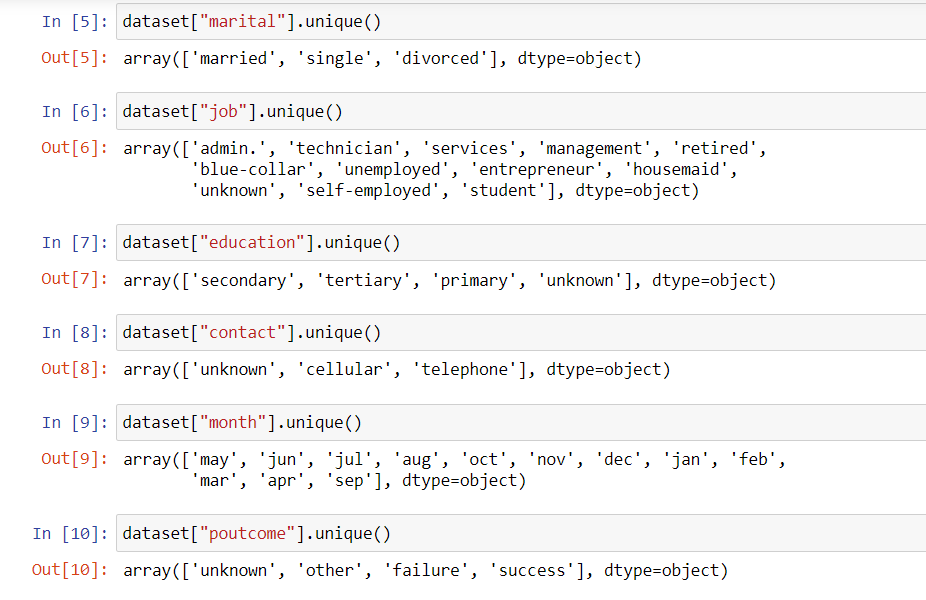 In [5]: dataset["marital"].unique()
Out[5]: array(['married', 'single', 'divorced'], dtype=object)
In [6]: dataset["job"].unique()
Out[6]: array(['admin.', 'technician', 'services', 'management', 'retired',
'blue-collar', 'unemployed', 'entrepreneur', 'housemaid',
'unknown', 'self-employed', 'student'], dtype=object)
In [7]: dataset["education"].unique()
Out[7]: array(['secondary', 'tertiary', 'primary', 'unknown'], dtype=object)
In [8]: dataset["contact"].unique()
Out[8]: array(['unknown', 'cellular', 'telephone'], dtype=object)
In [9]: dataset["month"].unique()
Out[9]: array(['may', 'jun', 'jul', 'aug', 'oct', 'nov', 'dec', 'jan', 'feb',
'mar', 'apr', 'sep'], dtype=object)
In [10]: dataset["poutcome"].unique()
Out[10]: array(['unknown', 'other', 'failure', 'success'], dtype=object)